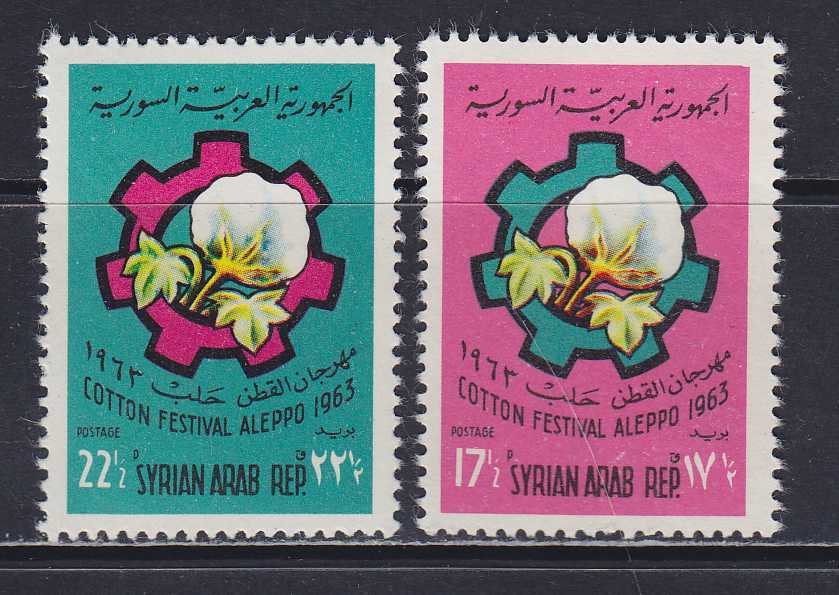 الجمهورية العربية السورية
مهرجان القطن حلب ١٩٦٣
COTTON FESTIVAL ALEPPO 1963
POSTAGE بريد
22½ P SYRIAN ARAB REP. ق ٢٢½
الجمهورية العربية السورية
مهرجان القطن حلب ١٩٦٣
COTTON FESTIVAL ALEPPO 1963
POSTAGE بريد
17½ P SYRIAN ARAB REP. ق ١٧½